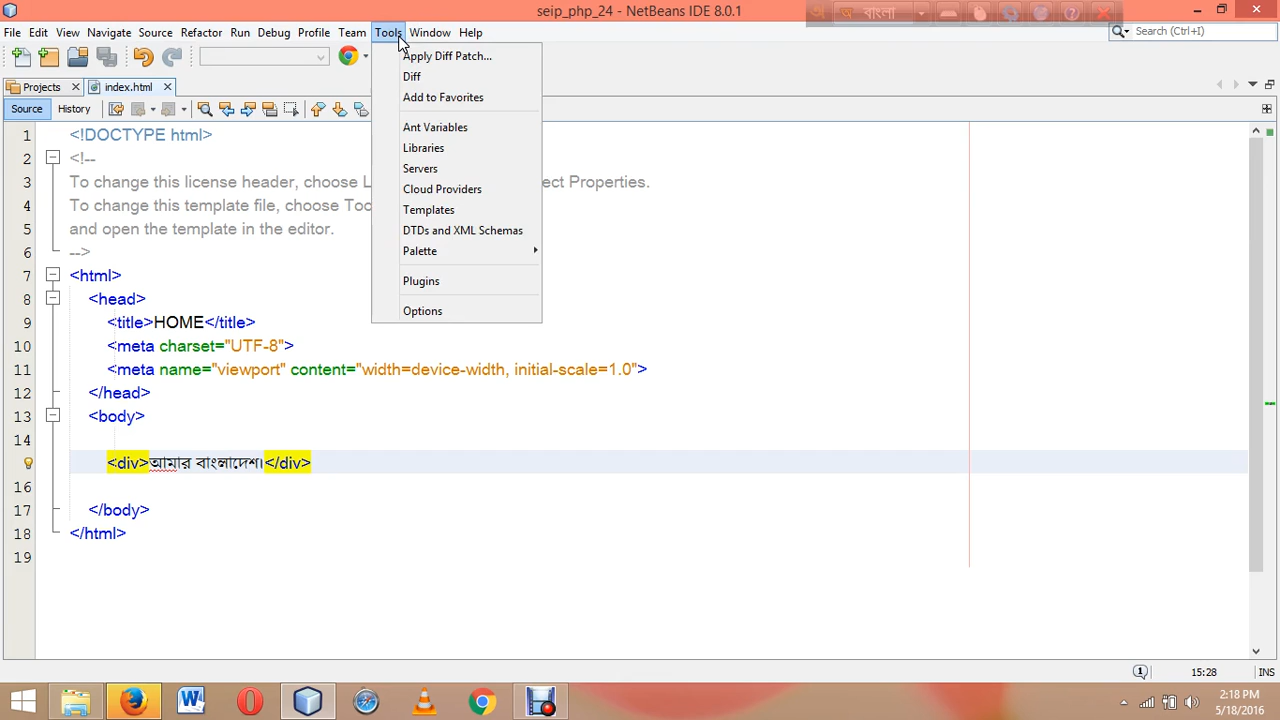 seip_php_24 - NetBeans IDE 8.0.1
বাংলা
File Edit View Navigate Source Refactor Run Debug Profile Team Tools Window Help
Search (Ctrl+I)
Apply Diff Patch...
Diff
Add to Favorites
Ant Variables
Libraries
Servers
Cloud Providers
Templates
DTDs and XML Schemas
Palette
Plugins
Options
Projects index.html
Source History
1 <!DOCTYPE html>
2 <!--
3 To change this license header, choose L ect Properties.
4 To change this template file, choose Too
5 and open the template in the editor.
6 -->
7 <html>
8 <head>
9 <title>HOME</title>
10 <meta charset="UTF-8">
11 <meta name="viewport" content="width=device-width, initial-scale=1.0">
12 </head>
13 <body>
14
<div>আমার বাংলাদেশ।</div>
16
17 </body>
18 </html>
19
15:28 INS
2:18 PM
5/18/2016